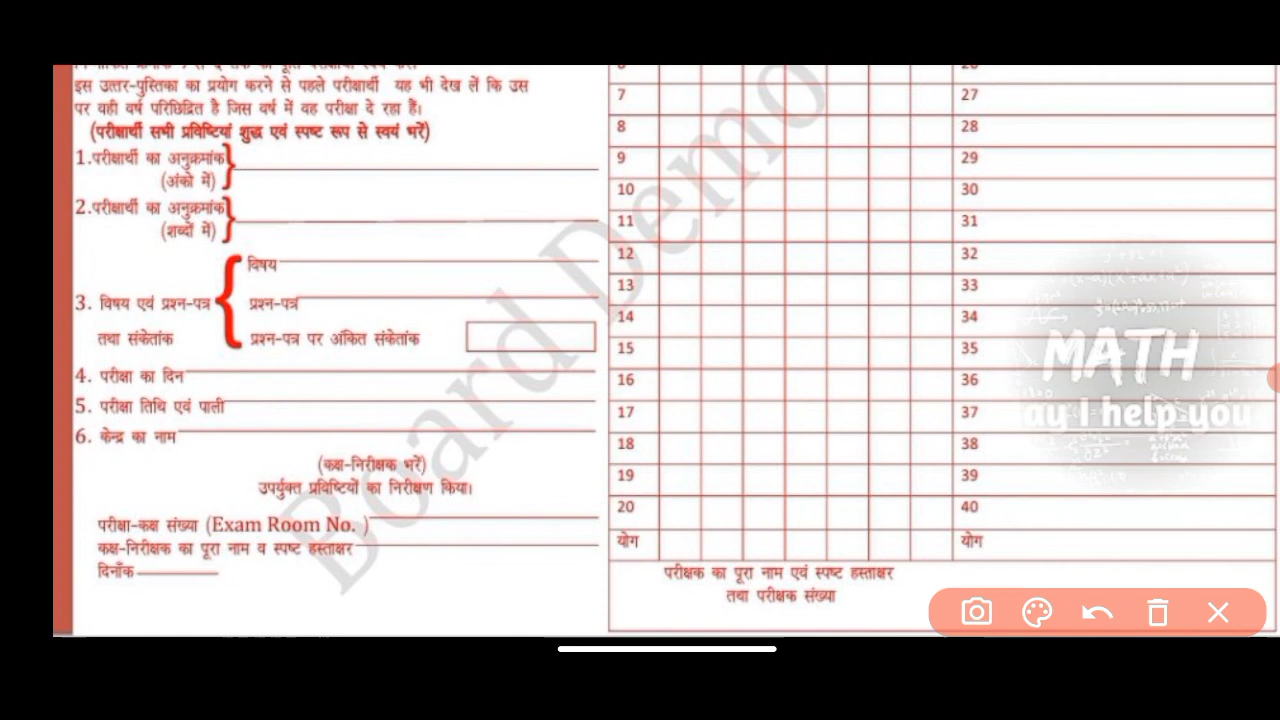 इस उत्तर-पुस्तिका का प्रयोग करने से पहले परीक्षार्थी यह भी देख लें कि उस
पर वही वर्ष परिछिद्रित है जिस वर्ष में वह परीक्षा दे रहा हैं।
(परीक्षार्थी सभी प्रविष्टियां शुद्ध एवं स्पष्ट रूप से स्वयं भरें)
1.परीक्षार्थी का अनुक्रमांक
(अंको में)
2.परीक्षार्थी का अनुक्रमांक
(शब्दों में)
विषय
3. विषय एवं प्रश्न-पत्र
प्रश्न-पत्र
तथा संकेतांक
प्रश्न-पत्र पर अंकित संकेतांक
4. परीक्षा का दिन
5. परीक्षा तिथि एवं पाली
6. केन्द्र का नाम
(कक्ष-निरीक्षक भरें)
उपर्युक्त प्रविष्टियों का निरीक्षण किया।
परीक्षा-कक्ष संख्या (Exam Room No. )
कक्ष-निरीक्षक का पूरा नाम व स्पष्ट हस्ताक्षर
दिनाँक
7 27
8 28
9 29
10 30
11 31
12 32
13 33
14 34
15 35
16 36
17 37
18 38
19 39
20 40
योग योग
परीक्षक का पूरा नाम एवं स्पष्ट हस्ताक्षर
तथा परीक्षक संख्या
Board Demo
MATH
ay I help you